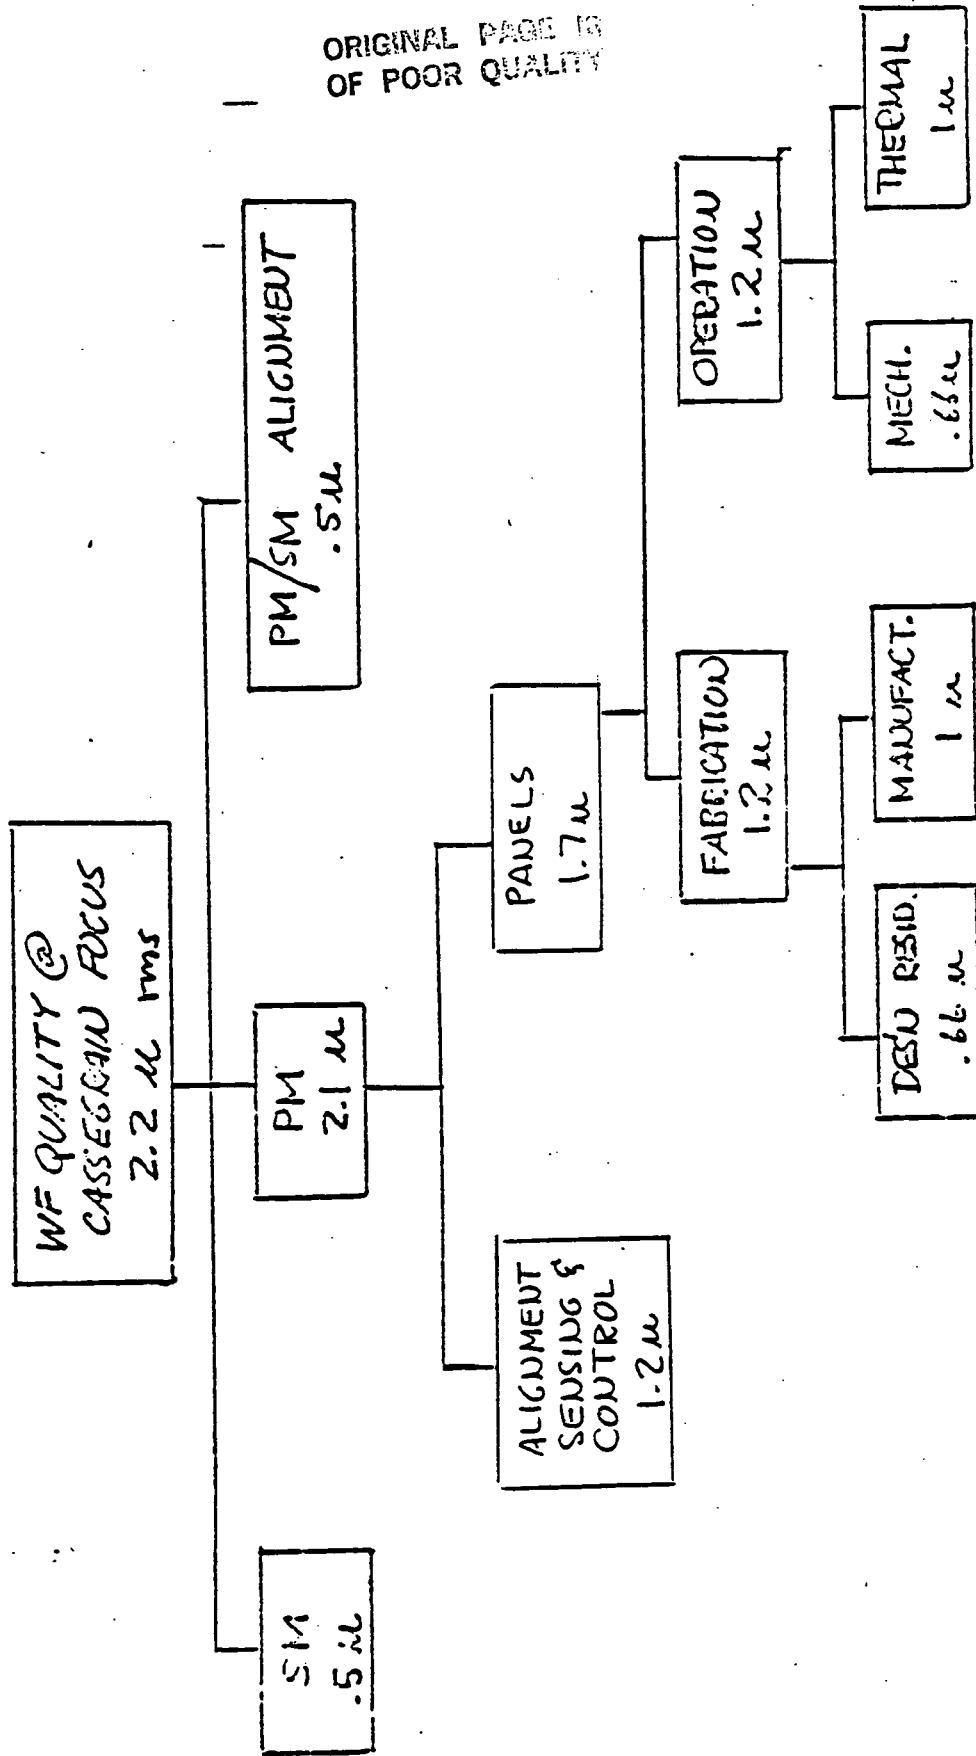 ORIGINAL PAGE IS
OF POOR QUALITY
WF QUALITY @
CASSEGRAIN FOCUS
2.2 µ rms
SM
.5 µ
PM
2.1 µ
PM/SM ALIGNMENT
.5 µ
ALIGNMENT
SENSING &
CONTROL
1.2 µ
PANELS
1.7 µ
FABRICATION
1.2 µ
OPERATION
1.2 µ
DES'N RESID.
.66 µ
MANUFACT.
1 µ
MECH.
.66 µ
THERMAL
1 µ